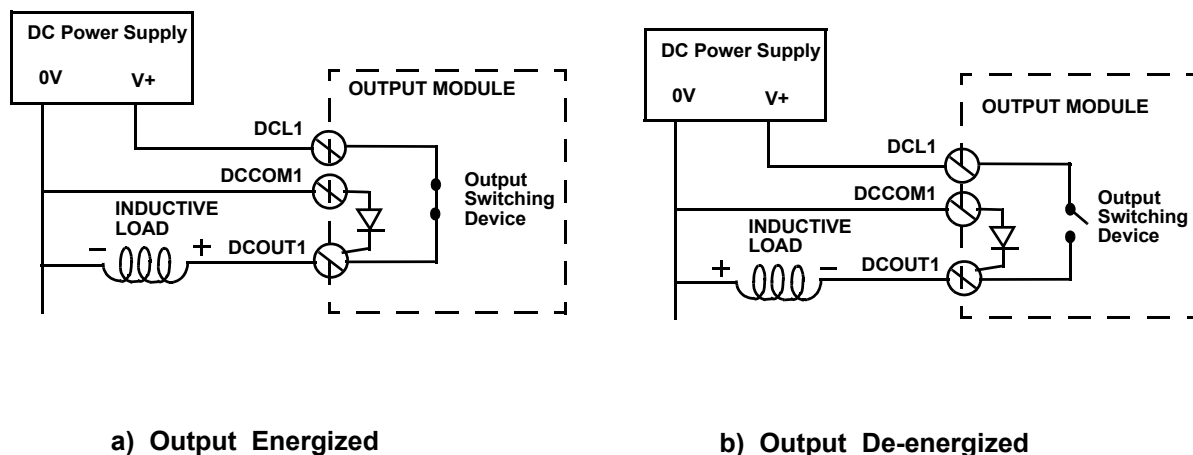 DC Power Supply
0V V+
OUTPUT MODULE
DCL1
DCCOM1
Output
Switching
Device
INDUCTIVE
LOAD
− +
DCOUT1
a) Output Energized
DC Power Supply
0V V+
OUTPUT MODULE
DCL1
DCCOM1
Output
Switching
Device
INDUCTIVE
LOAD
+ −
DCOUT1
b) Output De-energized